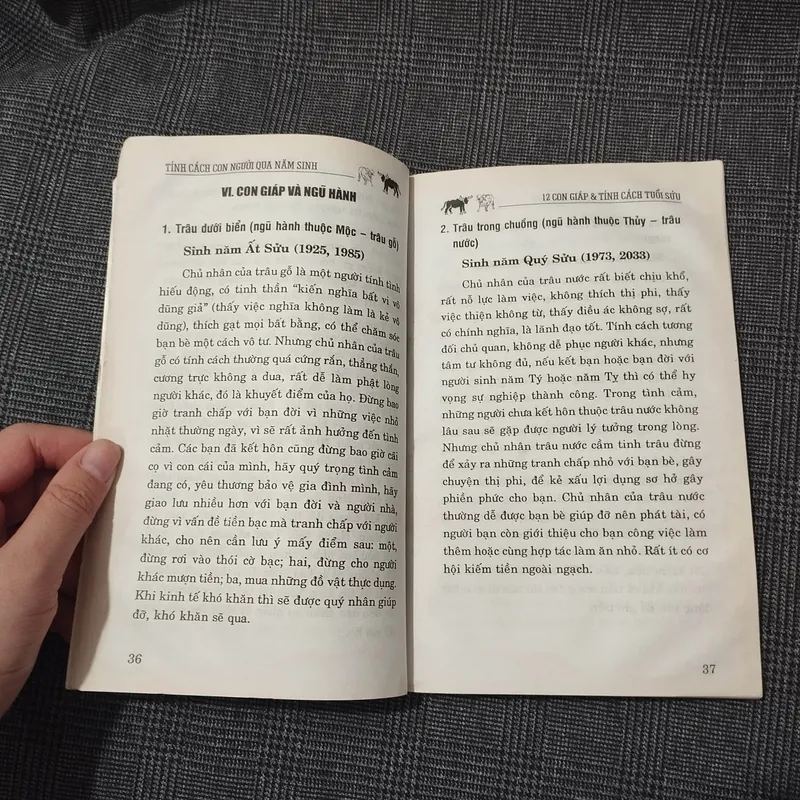 TÍNH CÁCH CON NGƯỜI QUA NĂM SINH
VI. CON GIÁP VÀ NGŨ HÀNH
1. Trâu dưới biển (ngũ hành thuộc Mộc – trâu gỗ)
Sinh năm Ất Sửu (1925, 1985)
Chủ nhân của trâu gỗ là một người tính tình
hiếu động, có tinh thần “kiến nghĩa bất vi vô
dũng giả” (thấy việc nghĩa không làm là kẻ vô
dũng), thích gạt mọi bất bằng, có thể chăm sóc
bạn bè một cách vô tư. Nhưng chủ nhân của trâu
gỗ có tính cách thường quá cứng rắn, thẳng thắn,
cương trực không a dua, rất dễ làm phật lòng
người khác, đó là khuyết điểm của họ. Đừng bao
giờ tranh chấp với bạn đời vì những việc nhỏ
nhặt thường ngày, vì sẽ rất ảnh hưởng đến tình
cảm. Các bạn đã kết hôn cũng đừng bao giờ cãi
cọ vì con cái của mình, hãy quý trọng tình cảm
đang có, yêu thương bảo vệ gia đình mình, hãy
giao lưu nhiều hơn với bạn đời và người nhà,
đừng vì vấn đề tiền bạc mà tranh chấp với người
khác, cho nên cần lưu ý mấy điểm sau: một,
đừng rơi vào thói cờ bạc; hai, đừng cho người
khác mượn tiền; ba, mua những đồ vật thực dụng.
Khi kinh tế khó khăn thì sẽ được quý nhân giúp
đỡ, khó khăn sẽ qua.
36
12 CON GIÁP & TÍNH CÁCH TUỔI SỬU
2. Trâu trong chuồng (ngũ hành thuộc Thủy – trâu
nước)
Sinh năm Quý Sửu (1973, 2033)
Chủ nhân của trâu nước rất biết chịu khổ,
rất nỗ lực làm việc, không thích thị phi, thấy
việc thiện không từ, thấy điều ác không sợ, rất
có chính nghĩa, là lãnh đạo tốt. Tính cách tương
đối chủ quan, không dễ phục người khác, nhưng
tâm tư không đủ, nếu kết bạn hoặc bạn đời với
người sinh năm Tý hoặc năm Tỵ thì có thể hy
vọng sự nghiệp thành công. Trong tình cảm,
những người chưa kết hôn thuộc trâu nước không
lâu sau sẽ gặp được người lý tưởng trong lòng.
Nhưng chủ nhân trâu nước cầm tinh trâu đừng
để xảy ra những tranh chấp nhỏ với bạn bè, gây
chuyện thị phi, để kẻ xấu lợi dụng sơ hở gây
phiền phức cho bạn. Chủ nhân của trâu nước
thường dễ được bạn bè giúp đỡ nên phát tài, có
người bạn còn giới thiệu cho bạn công việc làm
thêm hoặc cùng hợp tác làm ăn nhỏ. Rất ít có cơ
hội kiếm tiền ngoài ngạch.
37